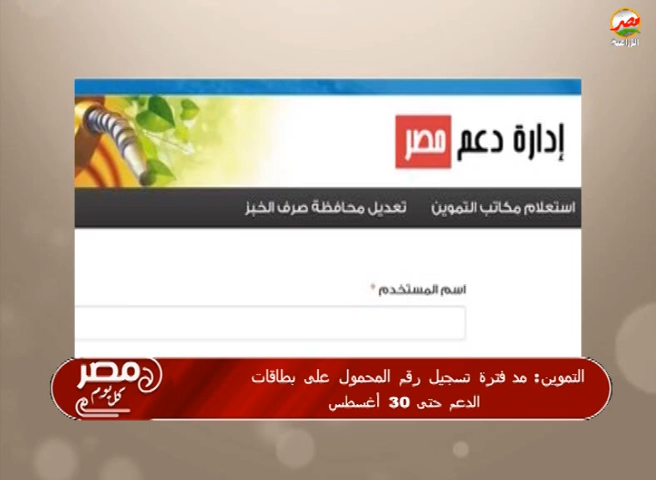 مصر
الزراعية
إدارة دعم مصر
استعلام مكاتب التموين
تعديل محافظة صرف الخبز
اسم المستخدم *
التموين: مد فترة تسجيل رقم المحمول على بطاقات
الدعم حتى 30 أغسطس
مصر
كل يوم